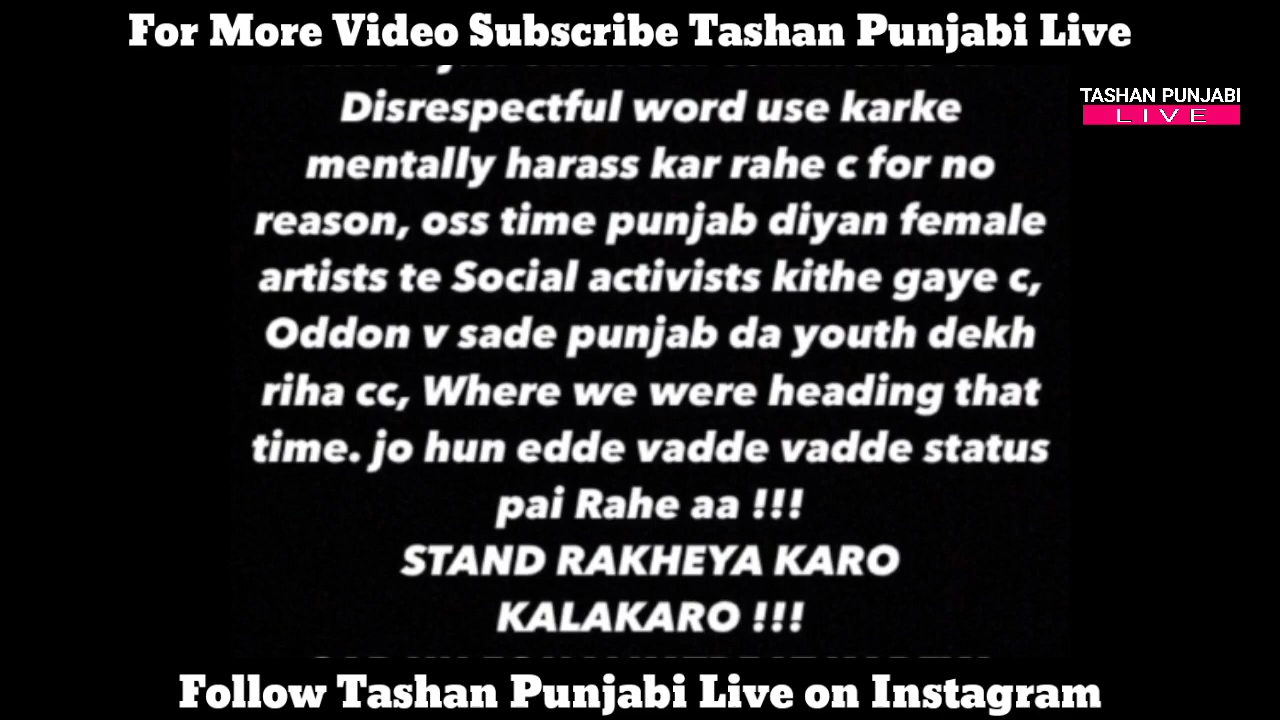 For More Video Subscribe Tashan Punjabi Live
TASHAN PUNJABI
LIVE
Disrespectful word use karke
mentally harass kar rahe c for no
reason, oss time punjab diyan female
artists te Social activists kithe gaye c,
Oddon v sade punjab da youth dekh
riha cc, Where we were heading that
time. jo hun edde vadde vadde status
pai Rahe aa !!!
STAND RAKHEYA KARO
KALAKARO !!!
Follow Tashan Punjabi Live on Instagram